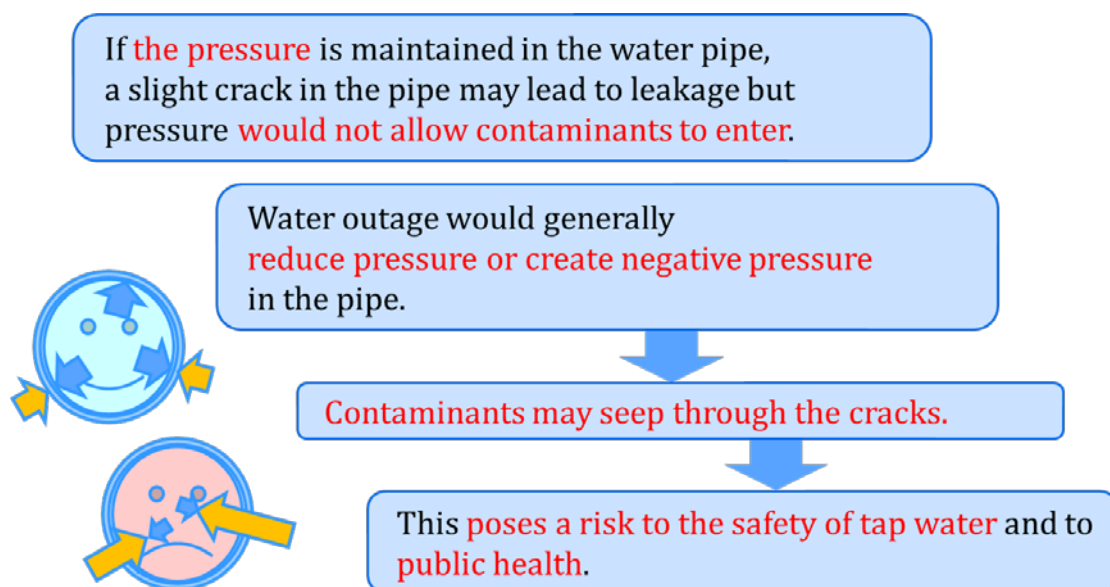 If the pressure is maintained in the water pipe,
a slight crack in the pipe may lead to leakage but
pressure would not allow contaminants to enter.
Water outage would generally
reduce pressure or create negative pressure
in the pipe.
Contaminants may seep through the cracks.
This poses a risk to the safety of tap water and to
public health.